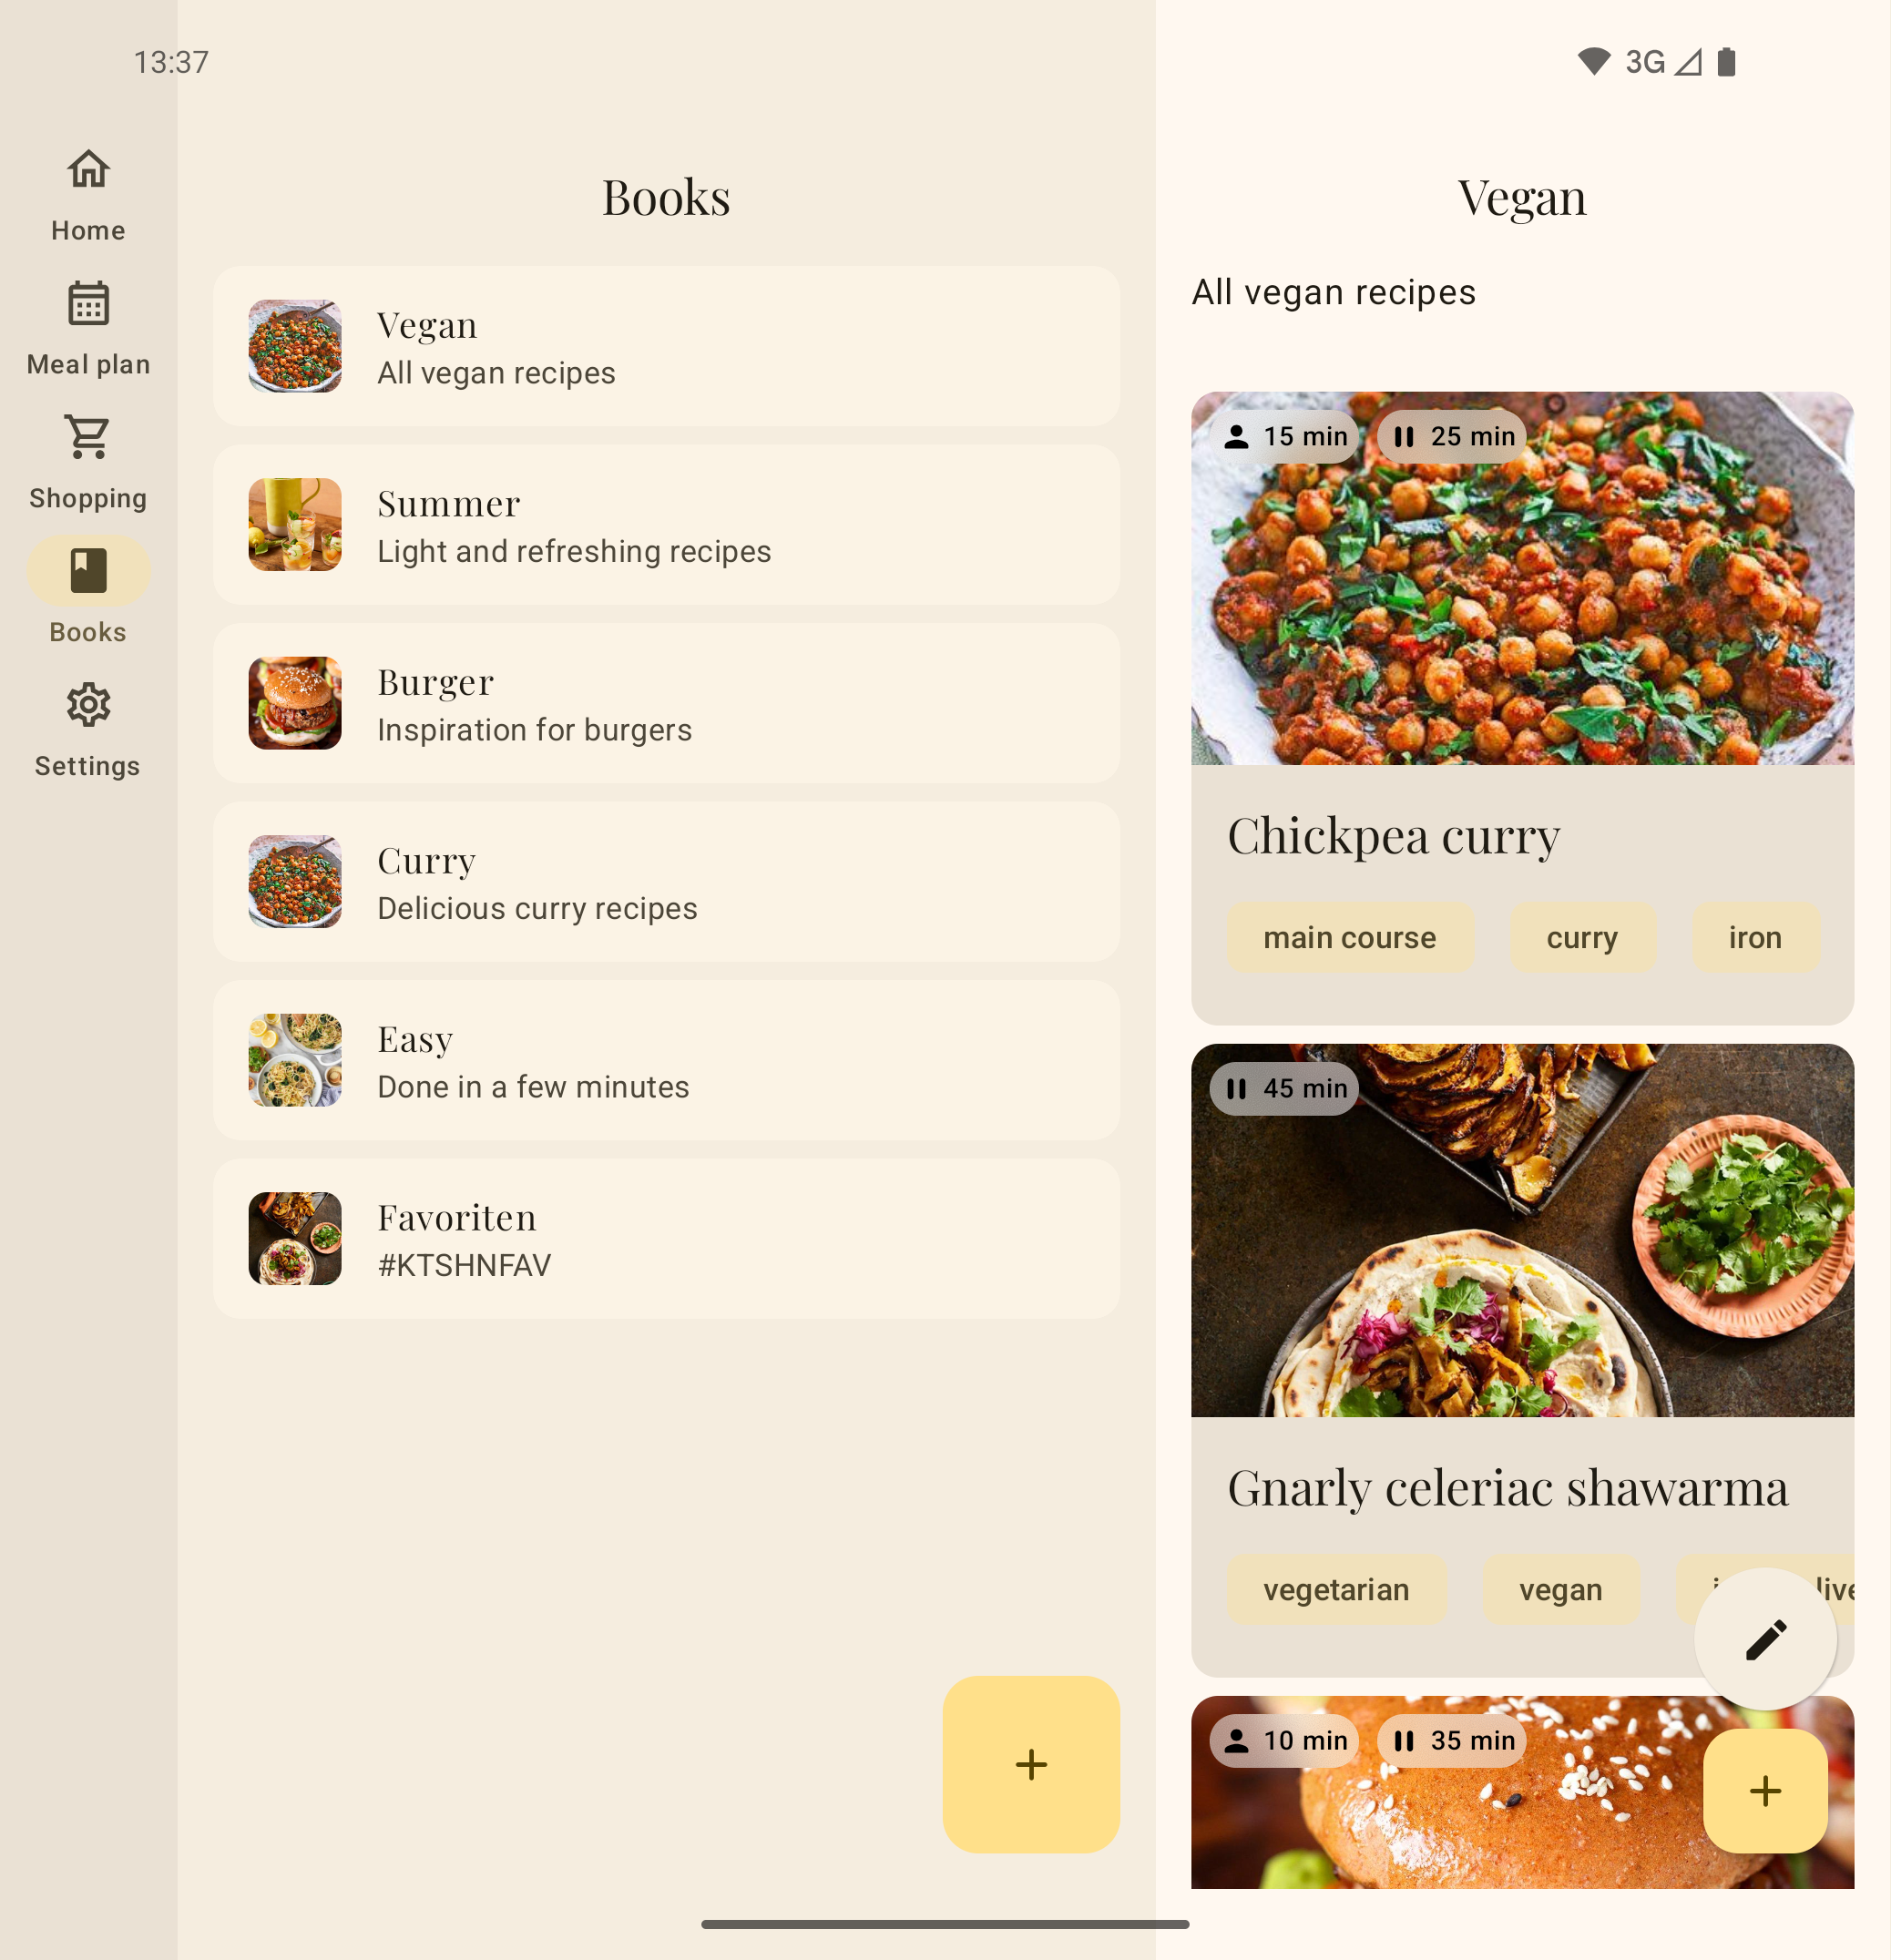 13:37
3G
Home
Meal plan
Shopping
Books
Settings
Books
Vegan
All vegan recipes
Summer
Light and refreshing recipes
Burger
Inspiration for burgers
Curry
Delicious curry recipes
Easy
Done in a few minutes
Favoriten
#KTSHNFAV
Vegan
All vegan recipes
15 min 25 min
Chickpea curry
main course curry iron
45 min
Gnarly celeriac shawarma
vegetarian vegan
10 min 35 min